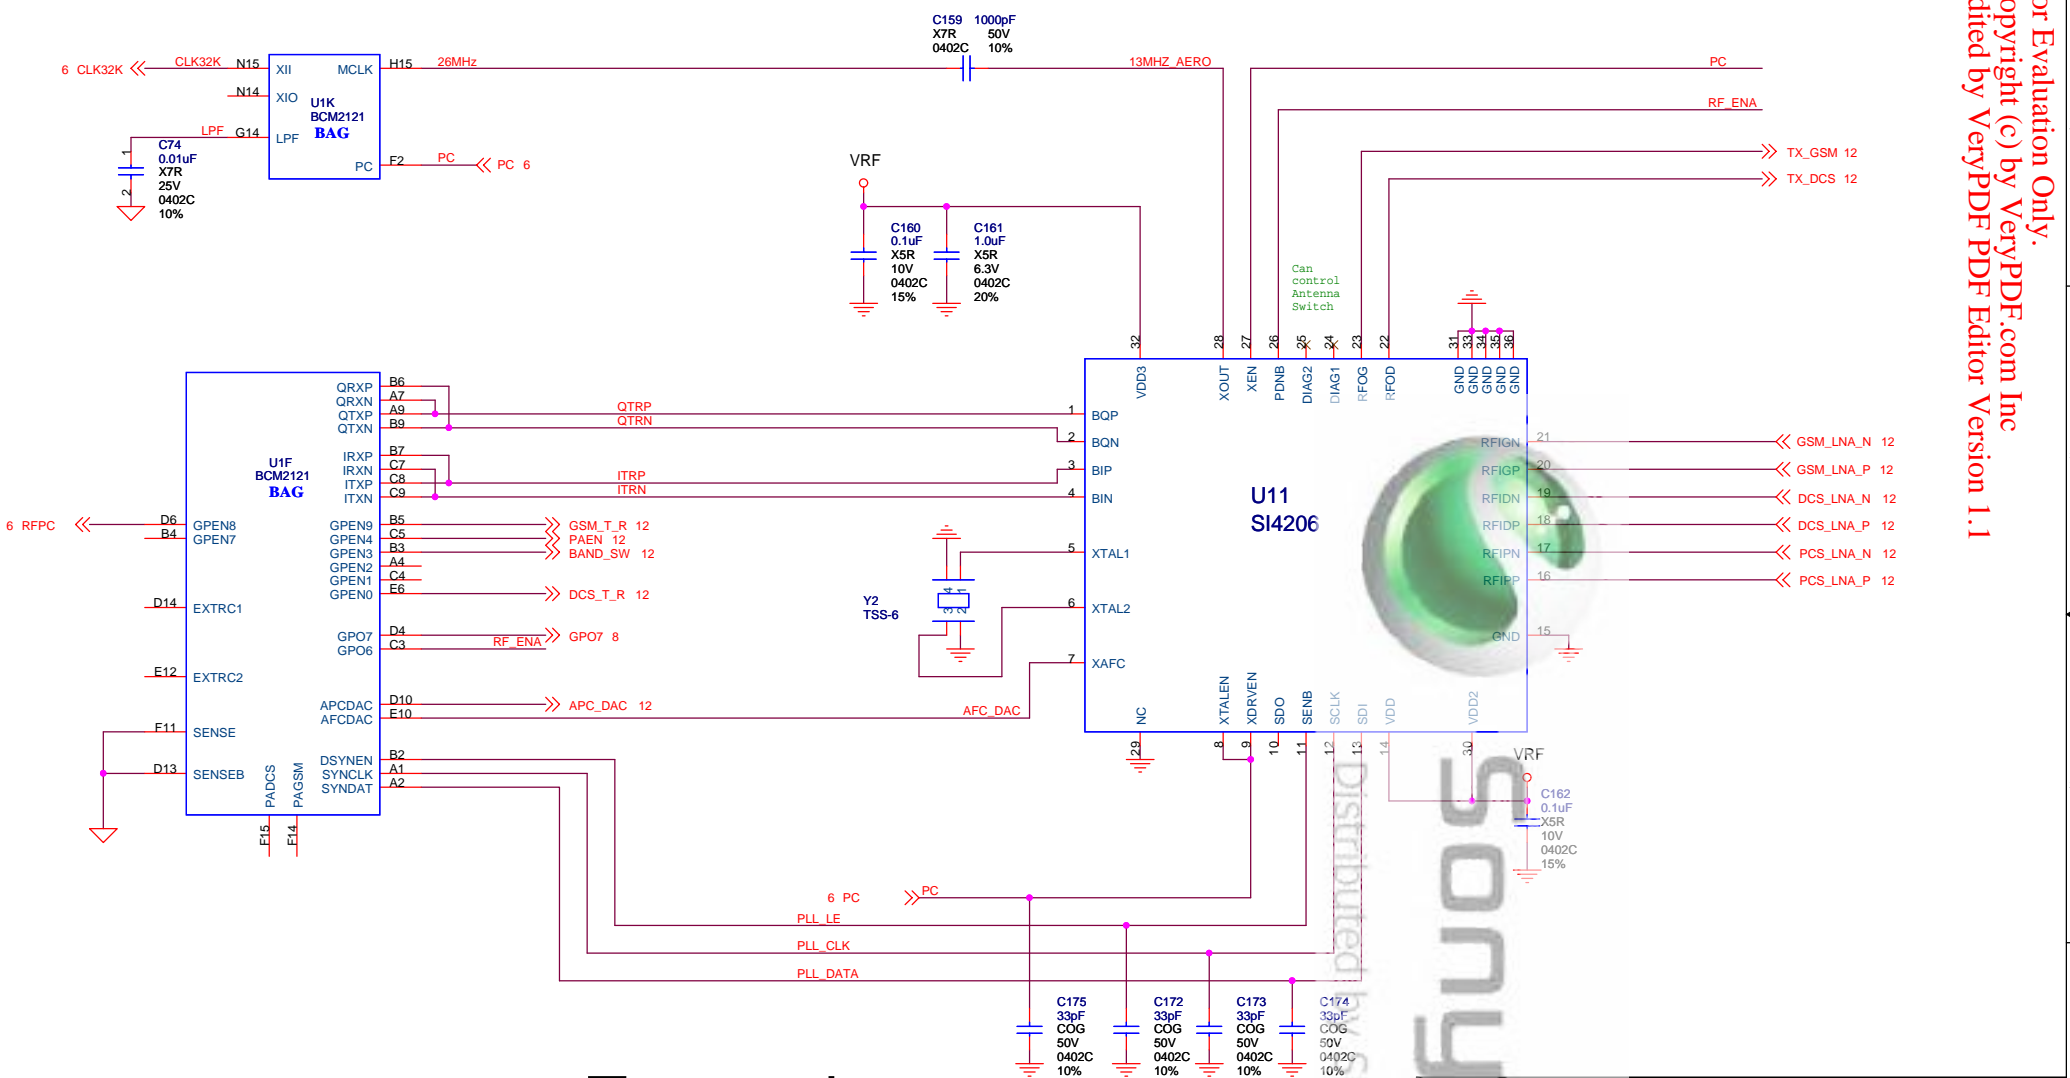 or Evaluation Only.
opyright (c) by VeryPDF.com Inc
dited by VeryPDF PDF Editor Version 1.1
C159 1000pF
X7R 50V
0402C 10%
6 CLK32K
CLK32K
N15
XII
MCLK
H15
26MHz
13MHZ_AERO
PC
N14
XIO
U1K
BCM2121
BAG
RF_ENA
LPF
G14
LPF
PC
F2
PC
PC 6
1
2
C74
0.01uF
X7R
25V
0402C
10%
TX_GSM 12
TX_DCS 12
VRF
C160
0.1uF
X5R
10V
0402C
15%
C161
1.0uF
X5R
6.3V
0402C
20%
Can
control
Antenna
Switch
32
28
27
26
25
24
23
22
31
33
34
35
36
VDD3
XOUT
XEN
PDNB
DIAG2
DIAG1
RFOG
RFOD
GND
GND
GND
GND
GND
QRXP B6
QRXN A7
QTXP A9
QTXN B9
IRXP B7
IRXN C7
ITXP C8
ITXN C9
QTRP
QTRN
ITRP
ITRN
1 BQP
2 BQN
3 BIP
4 BIN
5 XTAL1
6 XTAL2
7 XAFC
U1F
BCM2121
BAG
U11
SI4206
RFIGN 21 GSM_LNA_N 12
RFIGP 20 GSM_LNA_P 12
RFIDN 19 DCS_LNA_N 12
RFIDP 18 DCS_LNA_P 12
RFIPN 17 PCS_LNA_N 12
RFIPP 16 PCS_LNA_P 12
GND 15
6 RFPC
D6 GPEN8
B4 GPEN7
GPEN9 B5 GSM_T_R 12
GPEN4 C5 PAEN 12
GPEN3 B3 BAND_SW 12
GPEN2 A4
GPEN1 C4
GPEN0 E6 DCS_T_R 12
D14 EXTRC1
GPO7 D4 GPO7 8
GPO6 C3 RF_ENA
E12 EXTRC2
APCDAC D10 APC_DAC 12
AFCDAC E10 AFC_DAC
F11 SENSE
D13 SENSEB
DSYNEN B2
SYNCLK A1
SYNDAT A2
PADCS
PAGSM
F15
F14
Y2
TSS-6
4 1
3 2
NC
XTALEN
XDRVEN
SDO
SENB
SCLK
SDI
VDD
VDD2
29
8
9
10
11
12
13
14
30
VRF
C162
0.1uF
X5R
10V
0402C
15%
6 PC
PC
PLL_LE
PLL_CLK
PLL_DATA
C175
33pF
COG
50V
0402C
10%
C172
33pF
COG
50V
0402C
10%
C173
33pF
COG
50V
0402C
10%
C174
33pF
COG
50V
0402C
10%
Distributed by S
sony